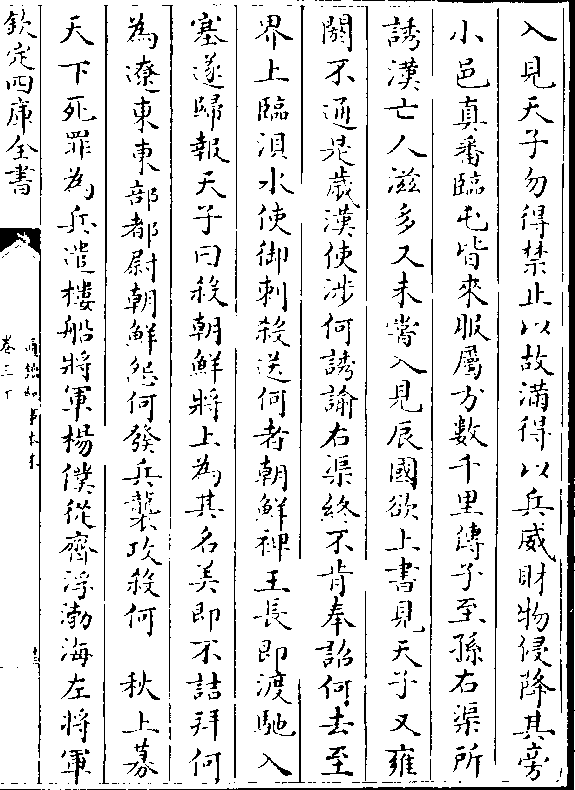 入見天子勿得禁止以故滿得以兵威財物侵降其旁
小邑真番臨屯皆來服屬方數千里傳子至孫右渠所
誘漢亡人滋多又未嘗入見辰國欲上書見天子又雍
閼不通是歲漢使涉何誘諭右渠終不肯奉詔何去至
界上臨浿水使御刺殺送何者朝鮮裨王長即渡馳入
塞遂歸報天子曰殺朝鮮將上為其名美即不詰拜何
為遼東東部都尉朝鮮怨何發兵襲攻殺何　秋上募
天下死罪為兵遣樓船將軍楊僕從齊浮渤海左將軍
欽定四庫全書
卷三下